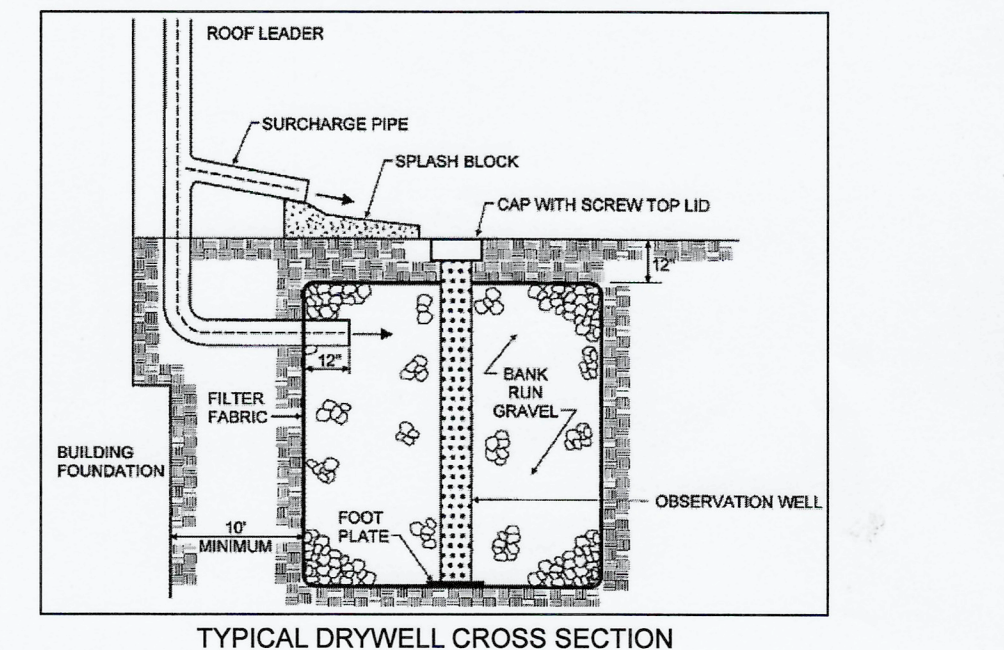 ROOF LEADER
SURCHARGE PIPE
SPLASH BLOCK
CAP WITH SCREW TOP LID
12"
12"
BANK
RUN
GRAVEL
FILTER
FABRIC
BUILDING
FOUNDATION
OBSERVATION WELL
FOOT
PLATE
10'
MINIMUM
TYPICAL DRYWELL CROSS SECTION